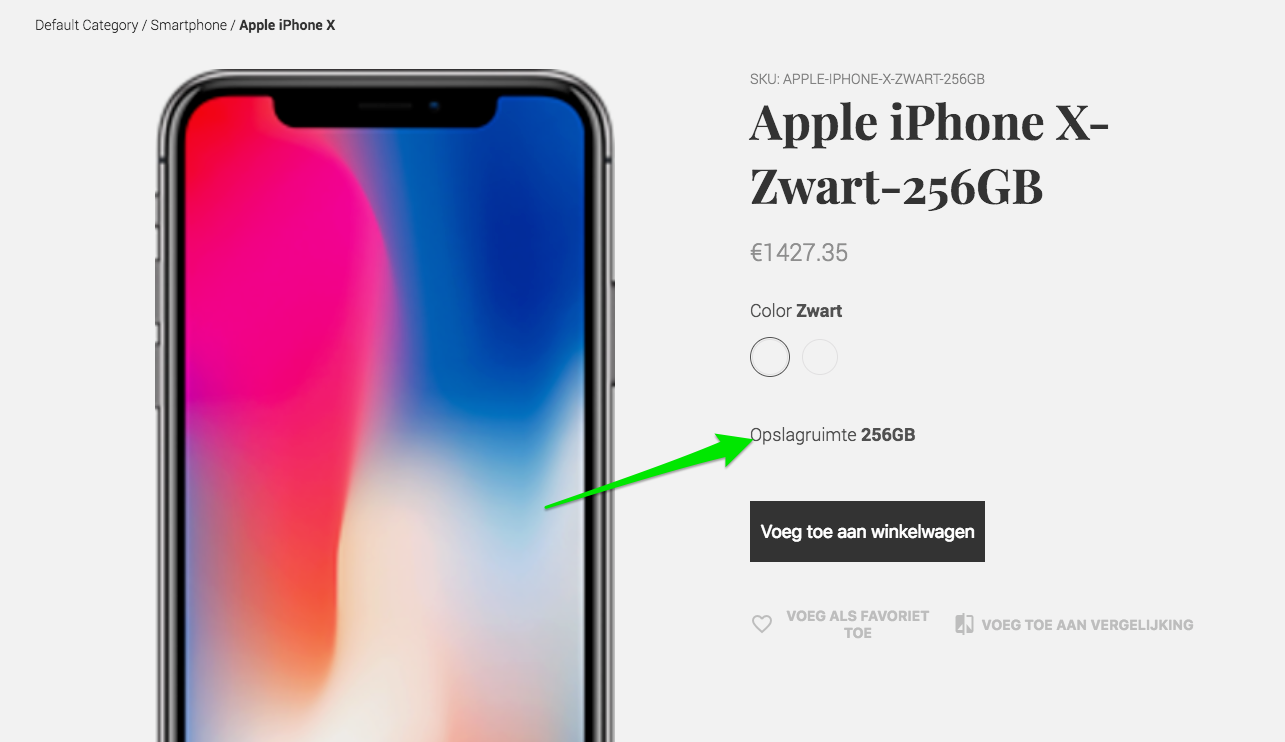 Default Category / Smartphone / Apple iPhone X
SKU: APPLE-IPHONE-X-ZWART-256GB
Apple iPhone X-
Zwart-256GB
€1427.35
Color Zwart
Opslagruimte 256GB
Voeg toe aan winkelwagen
VOEG ALS FAVORIET
TOE
VOEG TOE AAN VERGELIJKING